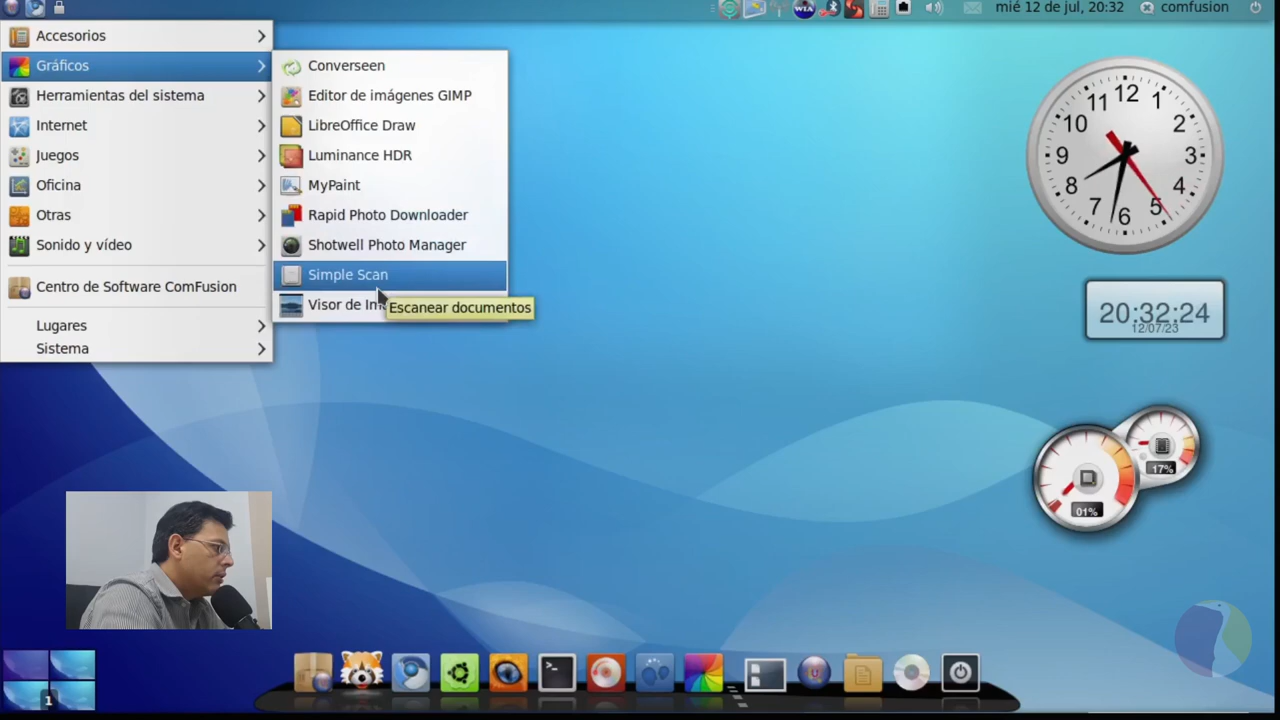 mié 12 de jul, 20:32
comfusion
WIA
Accesorios
Gráficos
Herramientas del sistema
Internet
Juegos
Oficina
Otras
Sonido y vídeo
Centro de Software ComFusion
Lugares
Sistema
Converseen
Editor de imágenes GIMP
LibreOffice Draw
Luminance HDR
MyPaint
Rapid Photo Downloader
Shotwell Photo Manager
Simple Scan
Visor de Im
Escanear documentos
12
1
2
3
4
5
6
7
8
9
10
11
20:32:24
12/07/23
17%
01%
1
>_